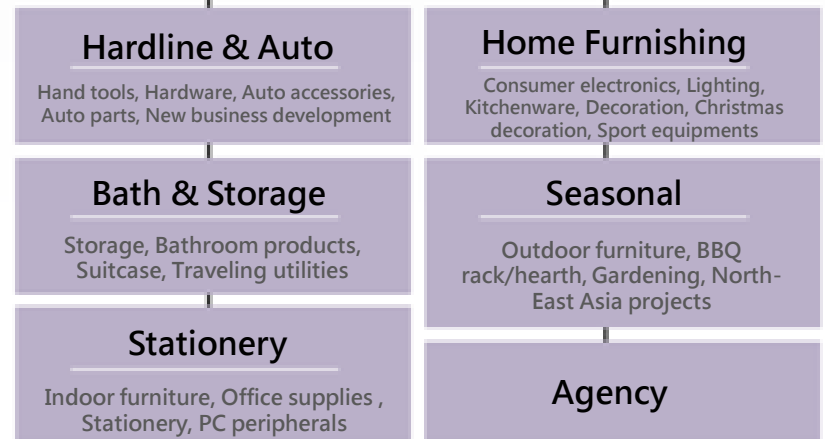 Hardline & Auto
Hand tools, Hardware, Auto accessories,
Auto parts, New business development
Bath & Storage
Storage, Bathroom products,
Suitcase, Traveling utilities
Stationery
Indoor furniture, Office supplies ,
Stationery, PC peripherals
Home Furnishing
Consumer electronics, Lighting,
Kitchenware, Decoration, Christmas
decoration, Sport equipments
Seasonal
Outdoor furniture, BBQ
rack/hearth, Gardening, North-
East Asia projects
Agency